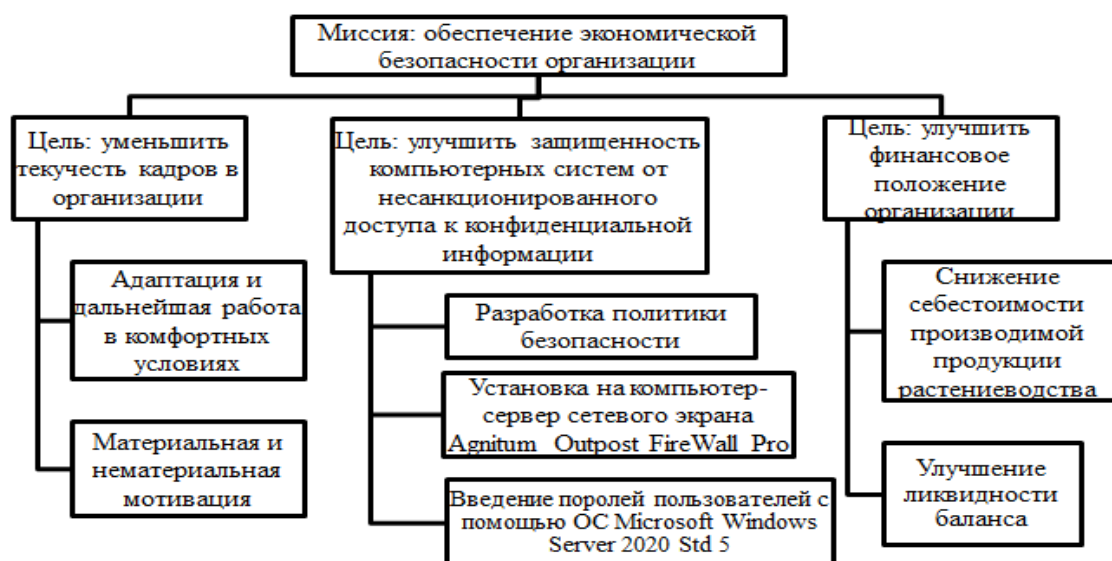 Миссия: обеспечение экономической
безопасности организации
Цель: уменьшить
текучесть кадров в
организации
Адаптация и
дальнейшая работа
в комфортных
условиях
Материальная и
нематериальная
мотивация
Цель: улучшить защищенность
компьютерных систем от
несанкционированного
доступа к конфиденциальной
информации
Разработка политики
безопасности
Установка на компьютер-
сервер сетевого экрана
Agnitum Outpost FireWall Pro
Введение поролей пользователей с
помощью ОС Microsoft Windows
Server 2020 Std 5
Цель: улучшить
финансовое
положение
организации
Снижение
себестоимости
производимой
продукции
растениеводства
Улучшение
ликвидности
баланса